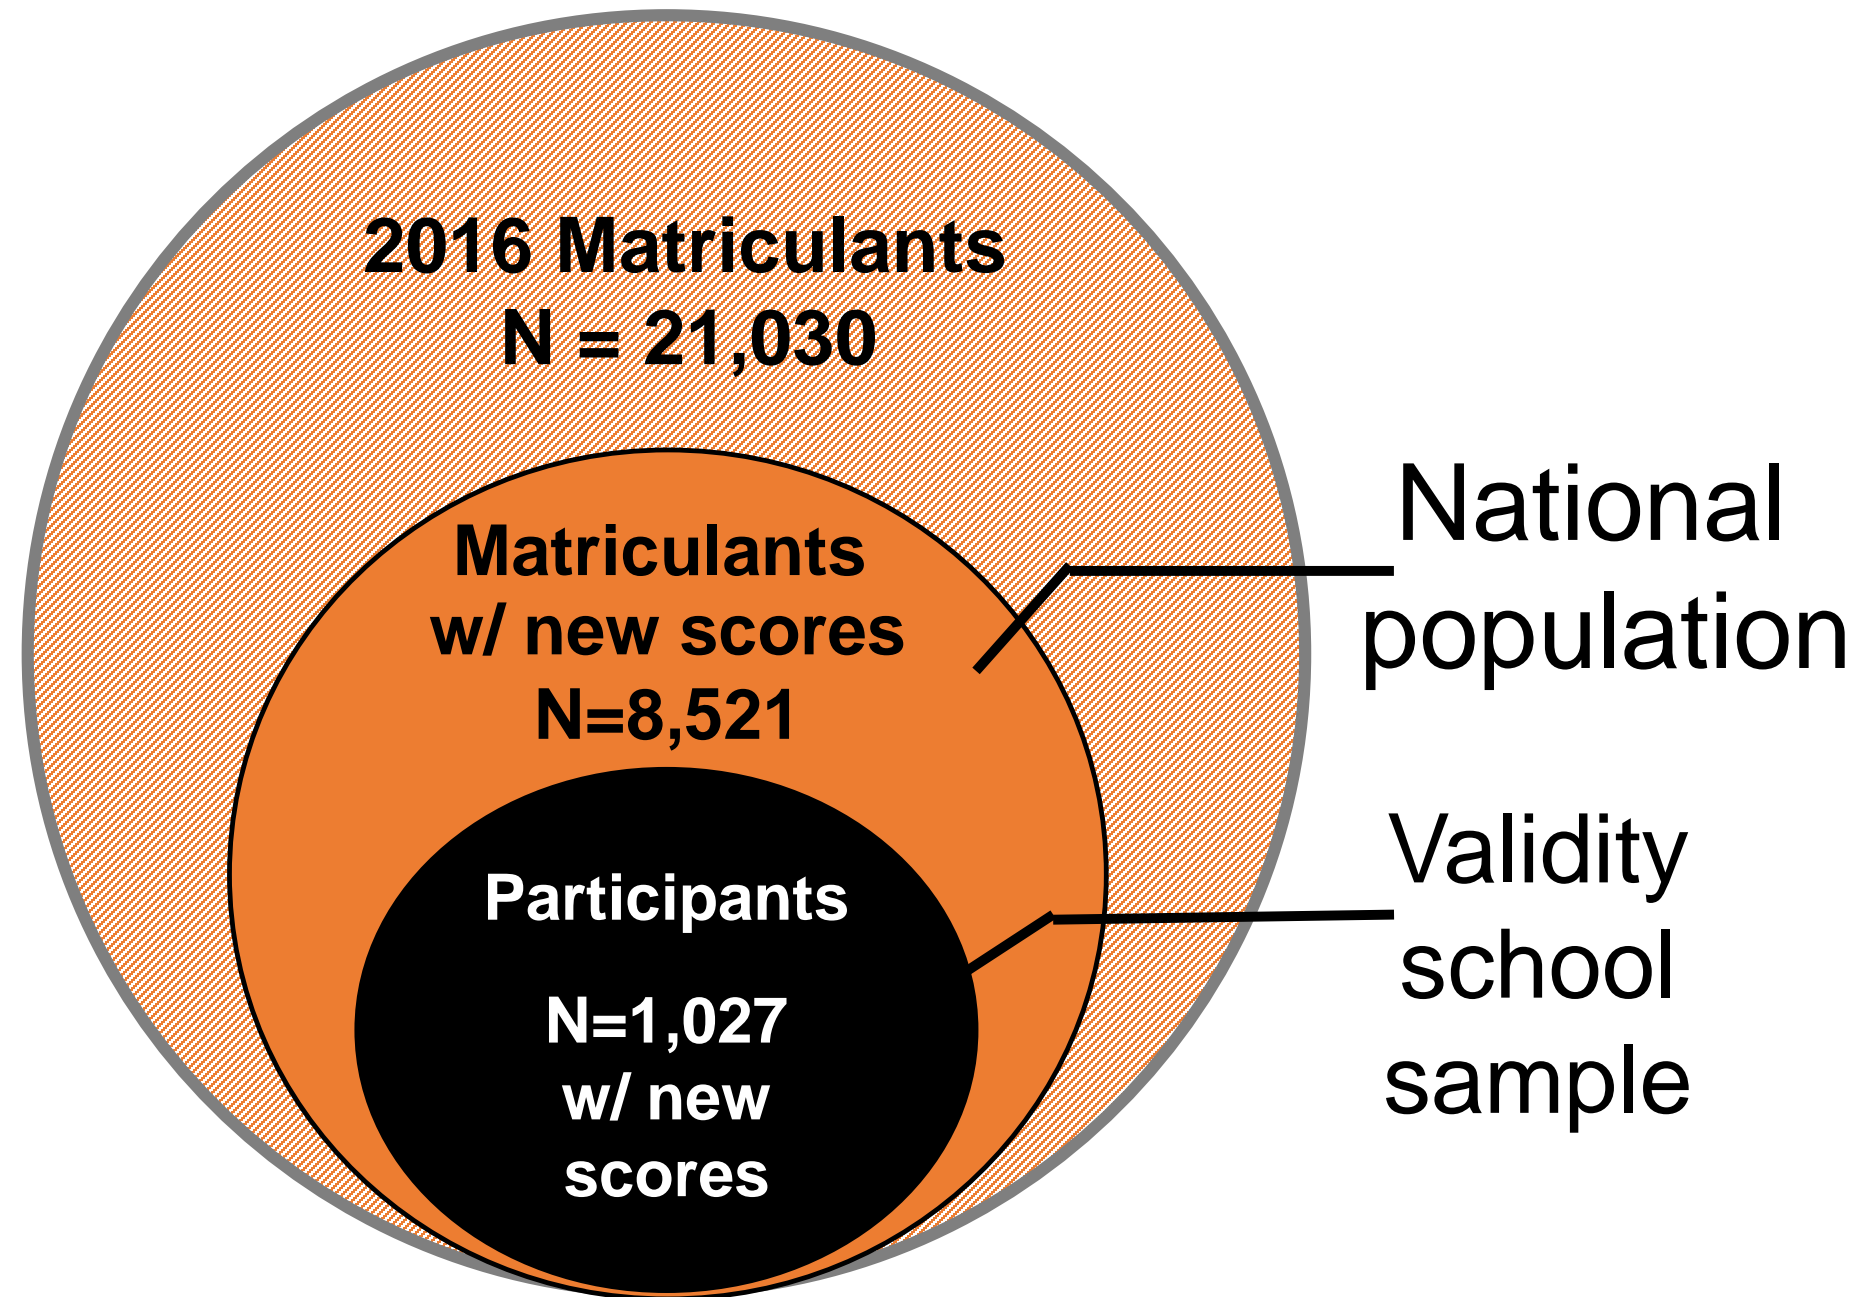 2016 Matriculants
N = 21,030
Matriculants
w/ new scores
N=8,521
Participants
N=1,027
w/ new
scores
National
population
Validity
school
sample